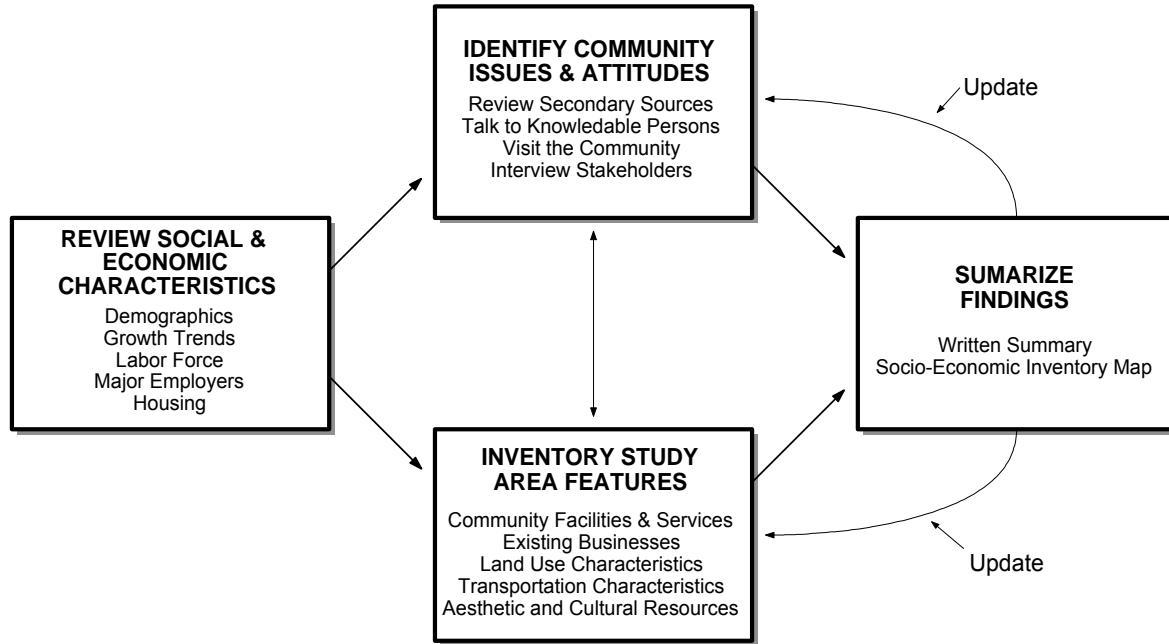 IDENTIFY COMMUNITY
ISSUES & ATTITUDES
Review Secondary Sources
Talk to Knowledable Persons
Visit the Community
Interview Stakeholders
Update
REVIEW SOCIAL &
ECONOMIC
CHARACTERISTICS
Demographics
Growth Trends
Labor Force
Major Employers
Housing
SUMARIZE
FINDINGS
Written Summary
Socio-Economic Inventory Map
INVENTORY STUDY
AREA FEATURES
Community Facilities & Services
Existing Businesses
Land Use Characteristics
Transportation Characteristics
Aesthetic and Cultural Resources
Update